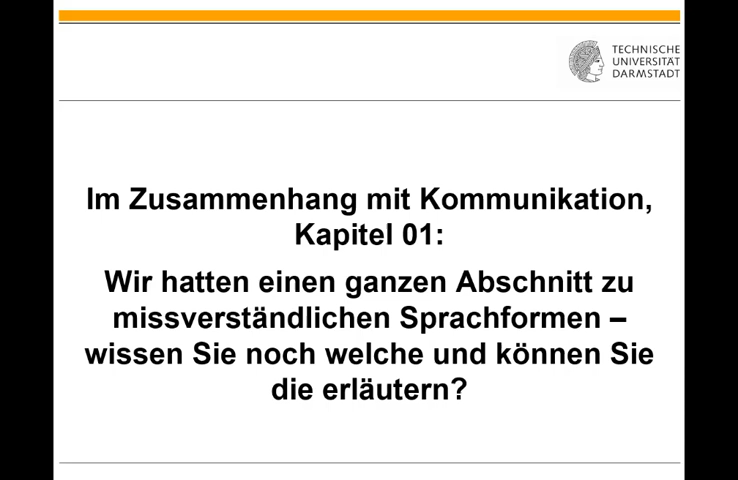 TECHNISCHE
UNIVERSITÄT
DARMSTADT
Im Zusammenhang mit Kommunikation,
Kapitel 01:
Wir hatten einen ganzen Abschnitt zu
missverständlichen Sprachformen –
wissen Sie noch welche und können Sie
die erläutern?